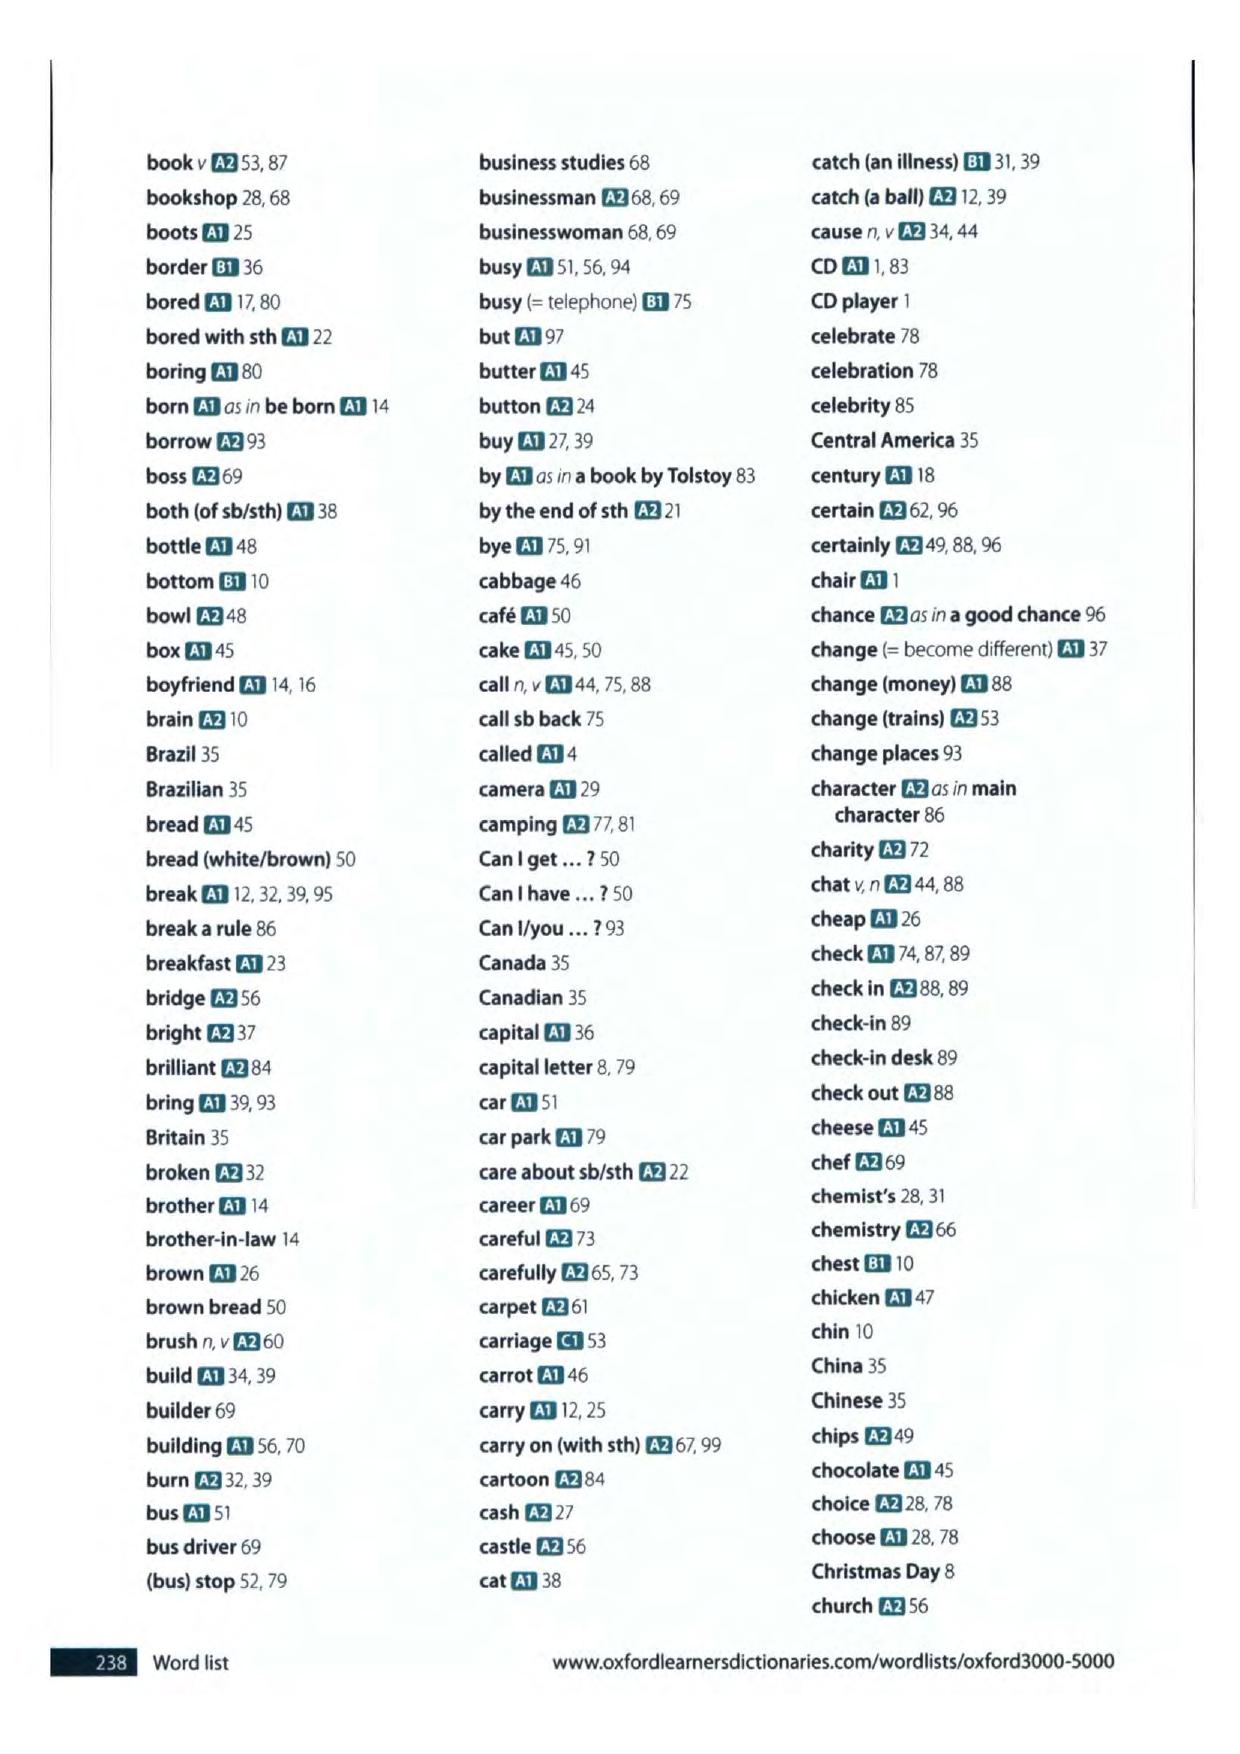 book v A2 53, 87
bookshop 28, 68
boots A1 25
border B1 36
bored A1 17, 80
bored with sth A1 22
boring A1 80
born A1 as in be born A1 14
borrow A2 93
boss A2 69
both (of sb/sth) A1 38
bottle A1 48
bottom B1 10
bowl A2 48
box A1 45
boyfriend A1 14, 16
brain A2 10
Brazil 35
Brazilian 35
bread A1 45
bread (white/brown) 50
break A1 12, 32, 39, 95
break a rule 86
breakfast A1 23
bridge A2 56
bright A2 37
brilliant A2 84
bring A1 39, 93
Britain 35
broken A2 32
brother A1 14
brother-in-law 14
brown A1 26
brown bread 50
brush n, v A2 60
build A1 34, 39
builder 69
building A1 56, 70
burn A2 32, 39
bus A1 51
bus driver 69
(bus) stop 52, 79
business studies 68
businessman A2 68, 69
businesswoman 68, 69
busy A1 51, 56, 94
busy (= telephone) B1 75
but A1 97
butter A1 45
button A2 24
buy A1 27, 39
by A1 as in a book by Tolstoy 83
by the end of sth A2 21
bye A1 75, 91
cabbage 46
café A1 50
cake A1 45, 50
call n, v A1 44, 75, 88
call sb back 75
called A1 4
camera A1 29
camping A2 77, 81
Can I get ... ? 50
Can I have ... ? 50
Can I/you ... ? 93
Canada 35
Canadian 35
capital A1 36
capital letter 8, 79
car A1 51
car park A1 79
care about sb/sth A2 22
career A1 69
careful A2 73
carefully A2 65, 73
carpet A2 61
carriage C1 53
carrot A1 46
carry A1 12, 25
carry on (with sth) A2 67, 99
cartoon A2 84
cash A2 27
castle A2 56
cat A1 38
catch (an illness) B1 31, 39
catch (a ball) A2 12, 39
cause n, v A2 34, 44
CD A1 1, 83
CD player 1
celebrate 78
celebration 78
celebrity 85
Central America 35
century A1 18
certain A2 62, 96
certainly A2 49, 88, 96
chair A1 1
chance A2 as in a good chance 96
change (= become different) A1 37
change (money) A1 88
change (trains) A2 53
change places 93
character A2 as in main
character 86
charity A2 72
chat v, n A2 44, 88
cheap A1 26
check A1 74, 87, 89
check in A2 88, 89
check-in 89
check-in desk 89
check out A2 88
cheese A1 45
chef A2 69
chemist's 28, 31
chemistry A2 66
chest B1 10
chicken A1 47
chin 10
China 35
Chinese 35
chips A2 49
chocolate A1 45
choice A2 28, 78
choose A1 28, 78
Christmas Day 8
church A2 56
238 Word list
www.oxfordlearnersdictionaries.com/wordlists/oxford3000-5000